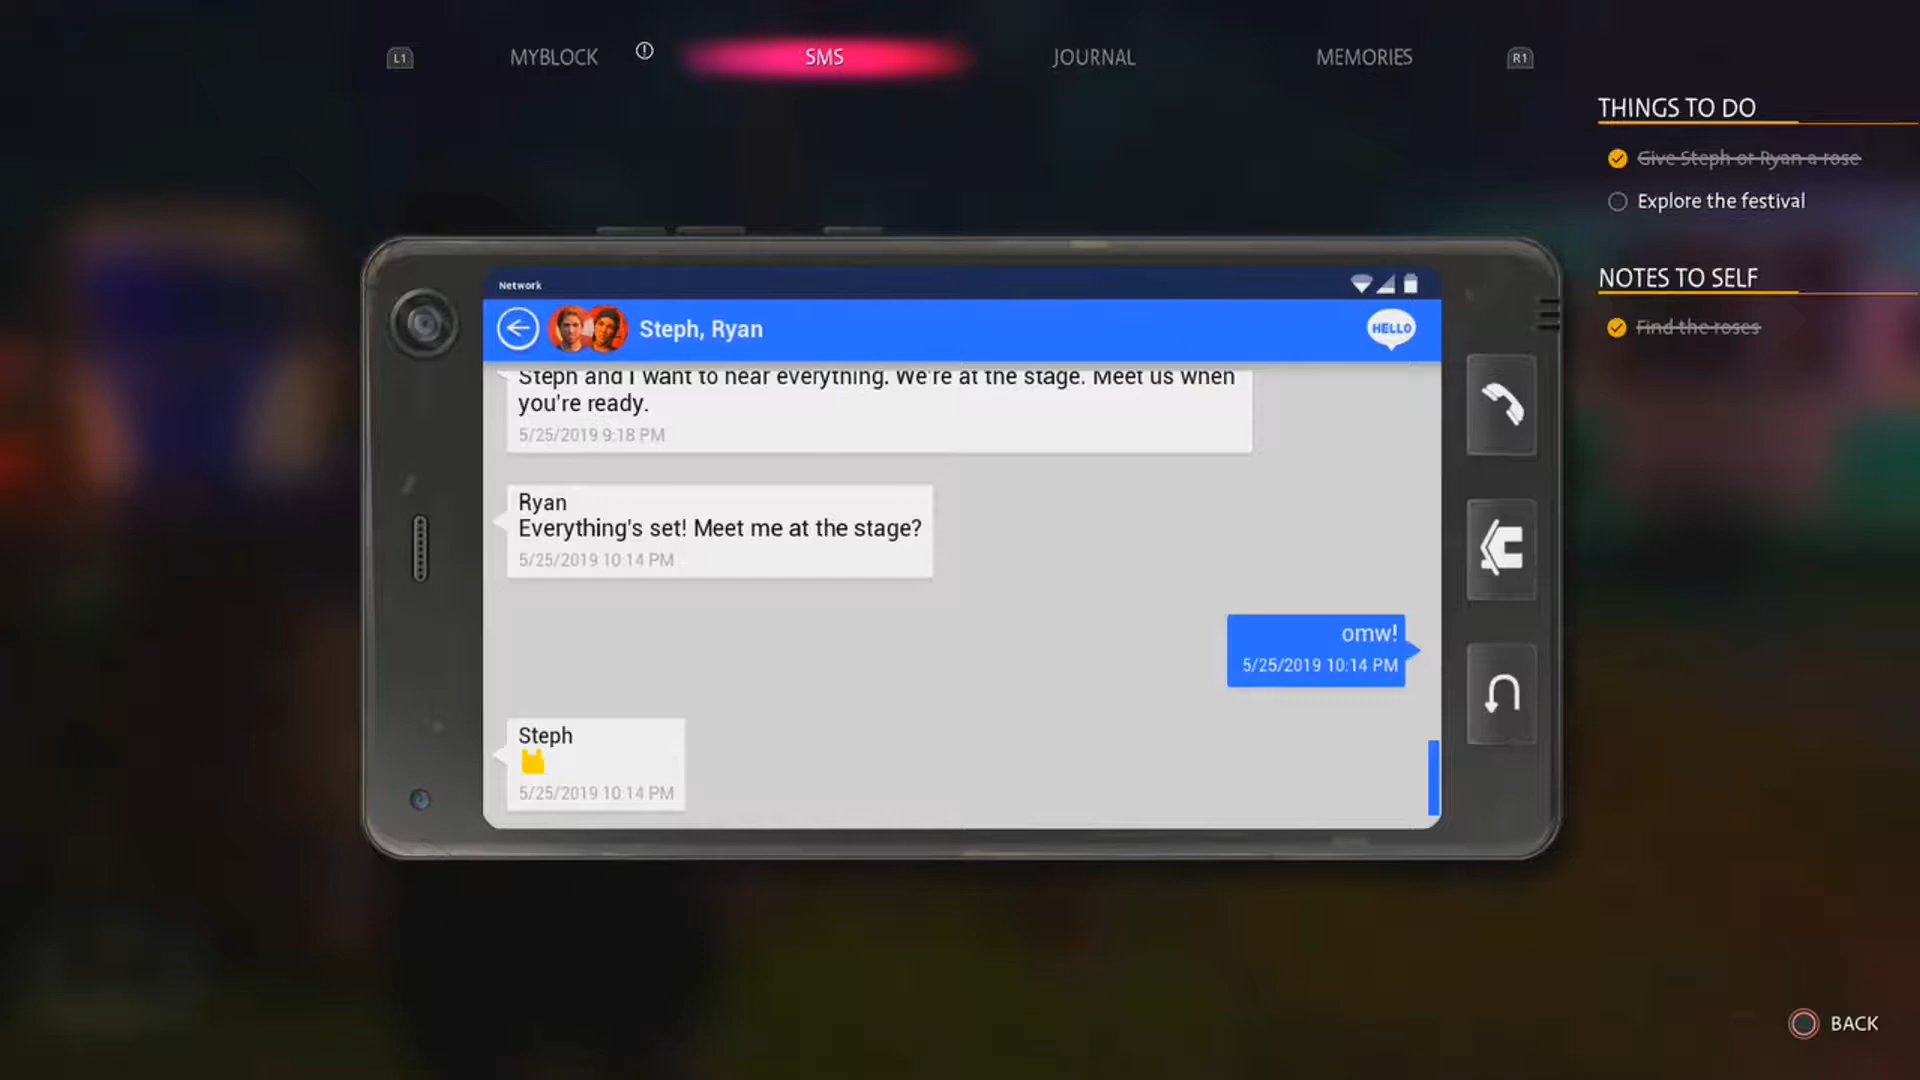 L1
MYBLOCK
SMS
JOURNAL
MEMORIES
R1
THINGS TO DO
Give Steph or Ryan a rose
Explore the festival
NOTES TO SELF
Find the roses
Network
Steph, Ryan
HELLO
Steph and I want to hear everything. We're at the stage. Meet us when
you're ready.
5/25/2019 9:18 PM
Ryan
Everything's set! Meet me at the stage?
5/25/2019 10:14 PM
omw!
5/25/2019 10:14 PM
Steph
5/25/2019 10:14 PM
BACK